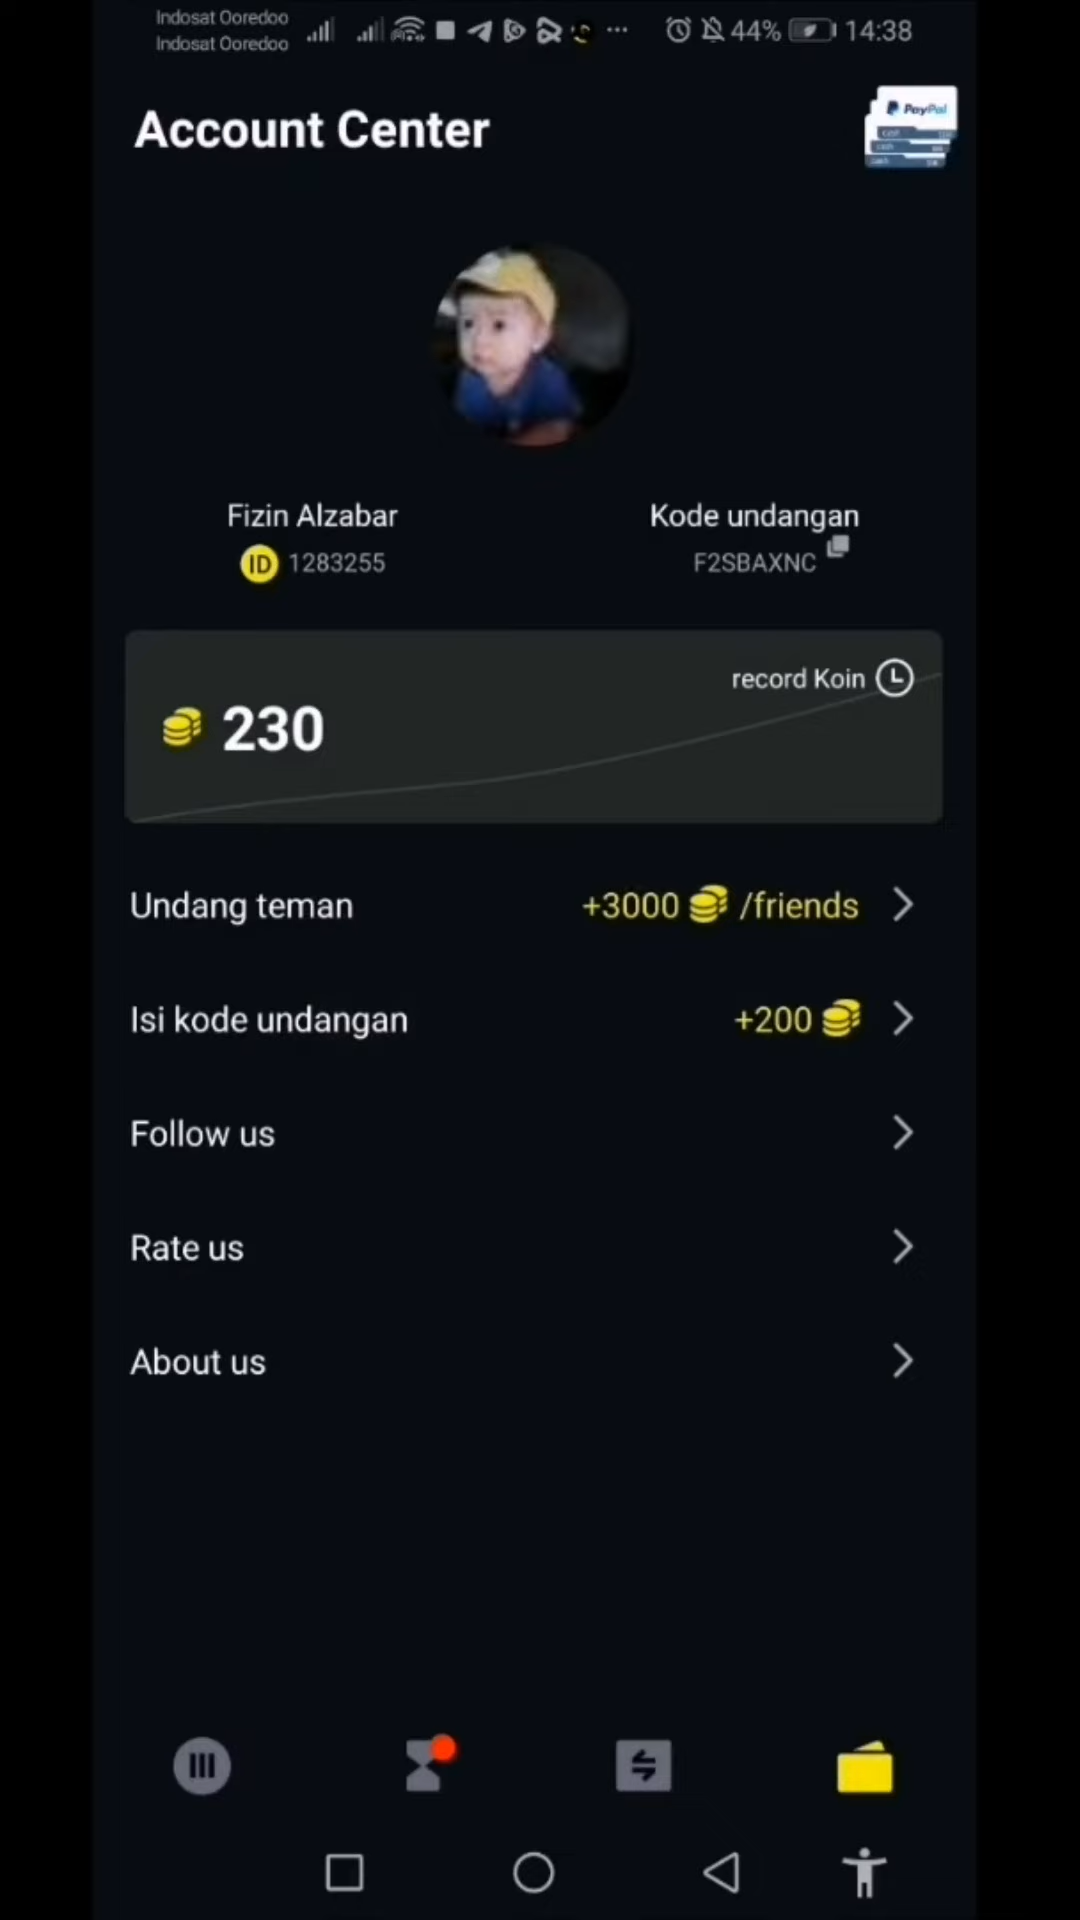 Indosat Ooredoo
Indosat Ooredoo
44% 14:38
Account Center
PayPal
Fizin Alzabar
ID 1283255
Kode undangan
F2SBAXNC
record Koin
230
Undang teman +3000 /friends
Isi kode undangan +200
Follow us
Rate us
About us